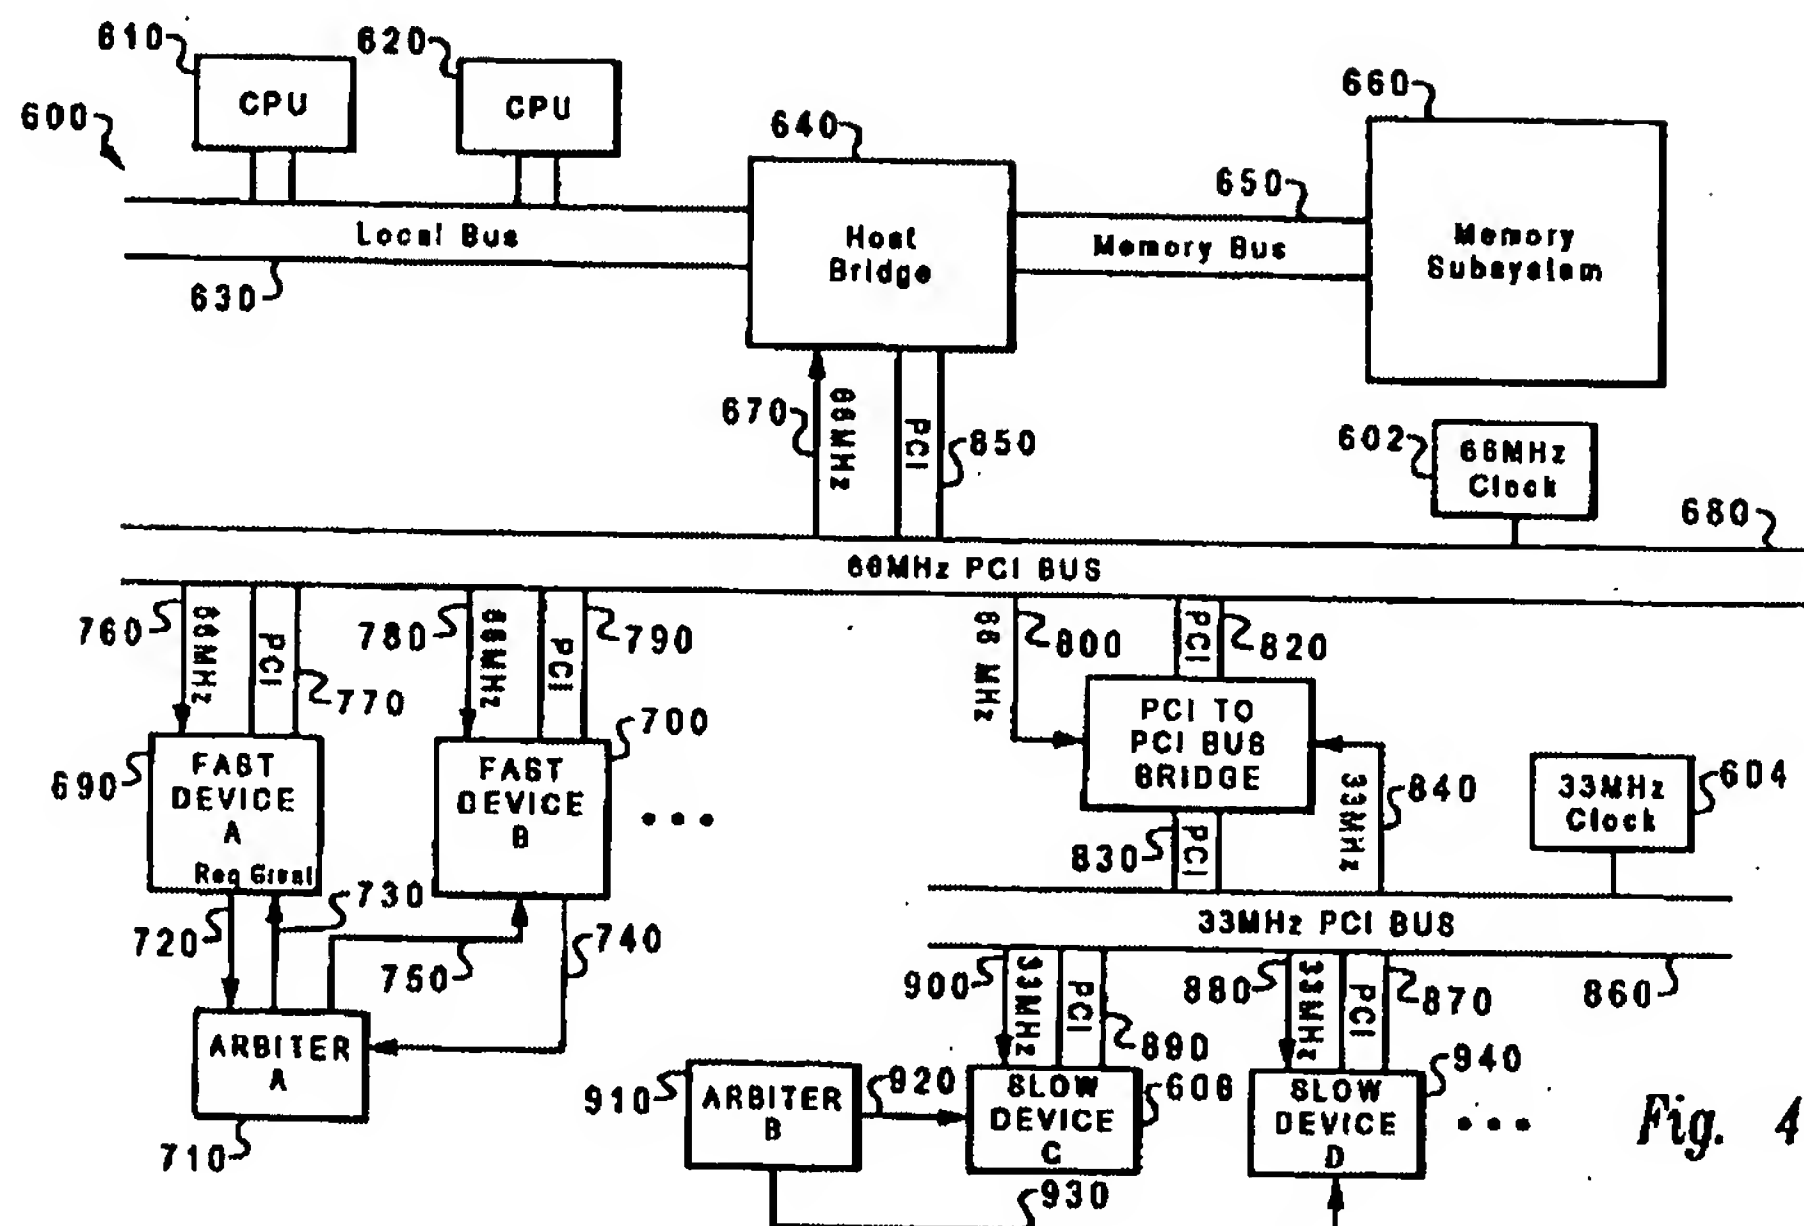 610
CPU
620
CPU
600
640
660
Local Bus
630
Host
Bridge
650
Memory Bus
Memory
Subsystem
670
66MHz
PCI
850
602
66MHz
Clock
680
66MHz PCI BUS
760
66MHz
PCI
770
780
66MHz
PCI
790
66 MHz
800
PCI
820
690
FAST
DEVICE
A
Req Great
700
FAST
DEVICE
B
• • •
PCI TO
PCI BUS
BRIDGE
33MHz
840
33MHz
Clock
604
830
PCI
720
730
750
740
33MHz PCI BUS
860
900
33MHz
PCI
890
880
33MHz
PCI
870
ARBITER
A
710
910
ARBITER
B
920
SLOW
DEVICE
C
606
SLOW
DEVICE
D
940
• • •
930
Fig. 4